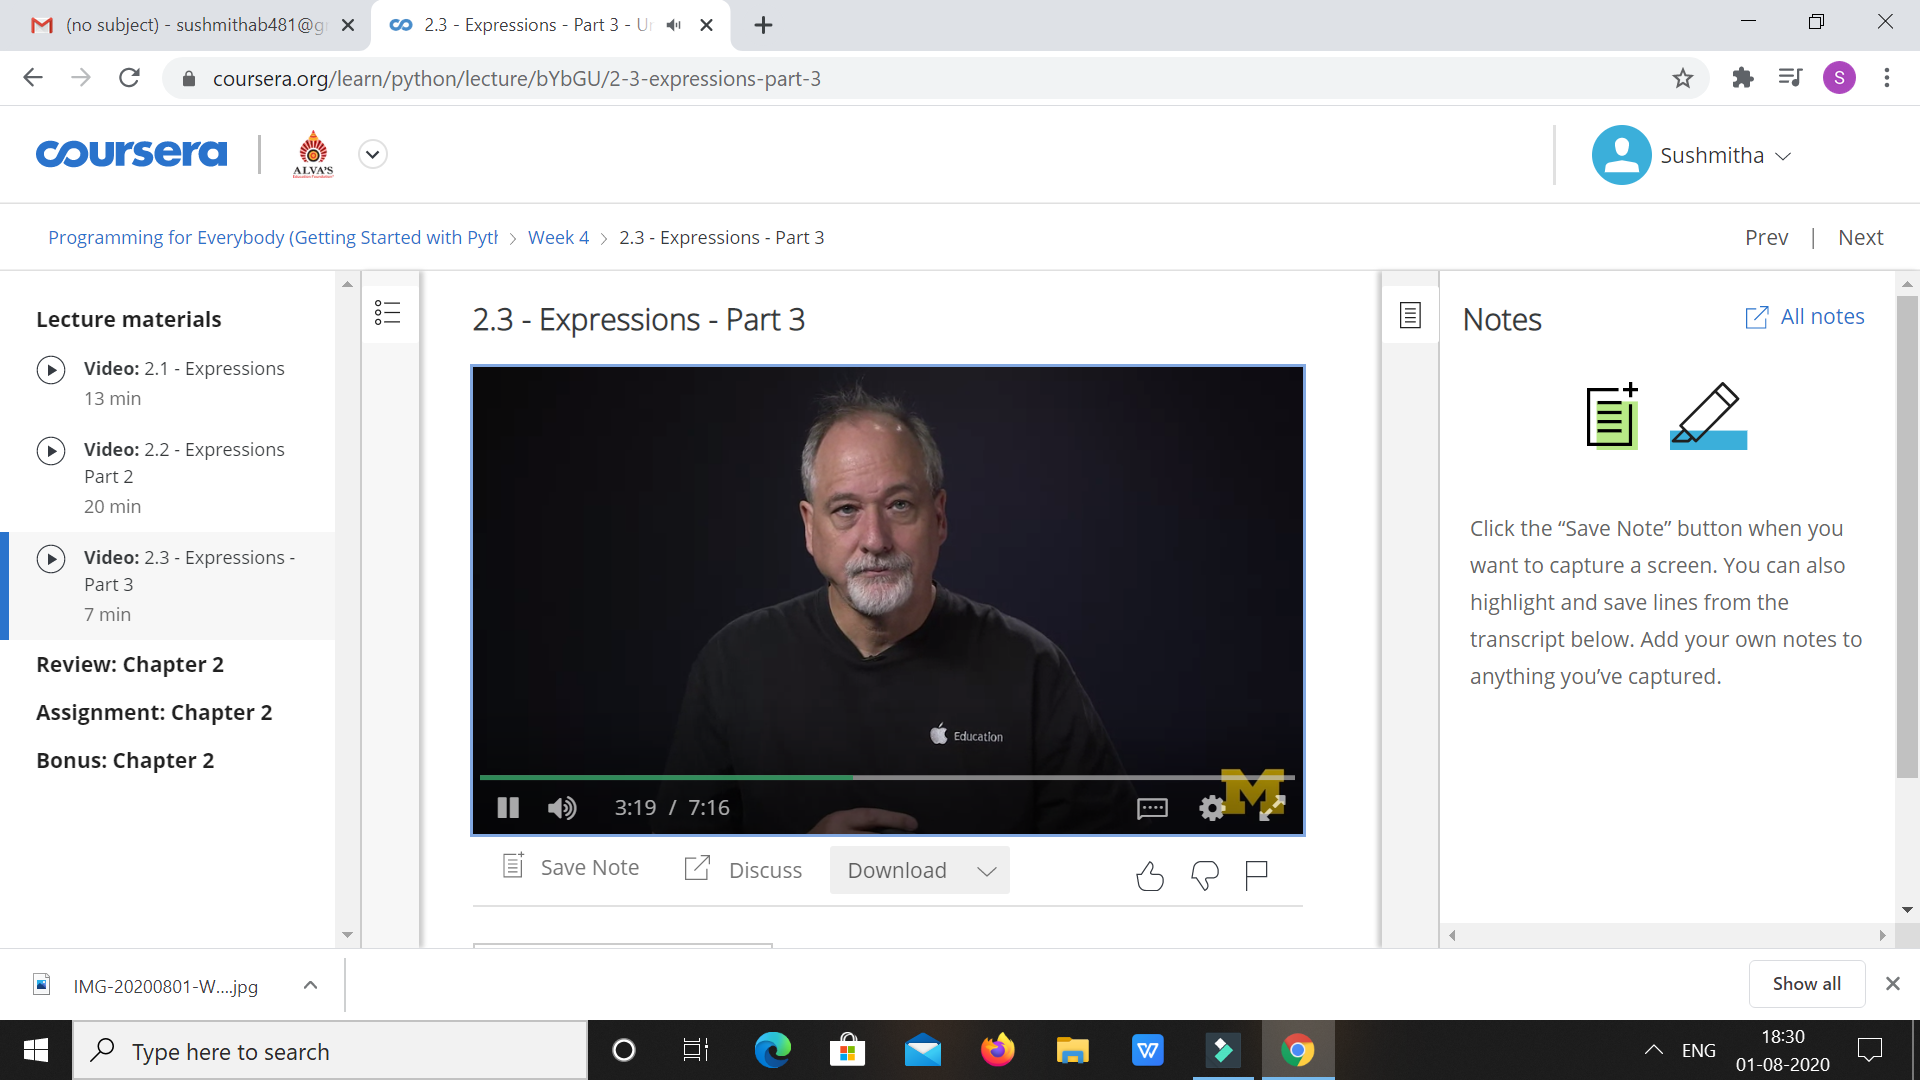 (no subject) - sushmithab481@g
2.3 - Expressions - Part 3 - Ur
coursera.org/learn/python/lecture/bYbGU/2-3-expressions-part-3
S
coursera
ALVA'S
Education Foundation
Sushmitha
Programming for Everybody (Getting Started with Pyth
Week 4
2.3 - Expressions - Part 3
Prev | Next
Lecture materials
Video: 2.1 - Expressions
13 min
Video: 2.2 - Expressions
Part 2
20 min
Video: 2.3 - Expressions -
Part 3
7 min
Review: Chapter 2
Assignment: Chapter 2
Bonus: Chapter 2
2.3 - Expressions - Part 3
Education
M
3:19 / 7:16
Save Note
Discuss
Download
Notes
All notes
Click the “Save Note” button when you
want to capture a screen. You can also
highlight and save lines from the
transcript below. Add your own notes to
anything you’ve captured.
IMG-20200801-W....jpg
Show all
Type here to search
W
ENG
18:30
01-08-2020